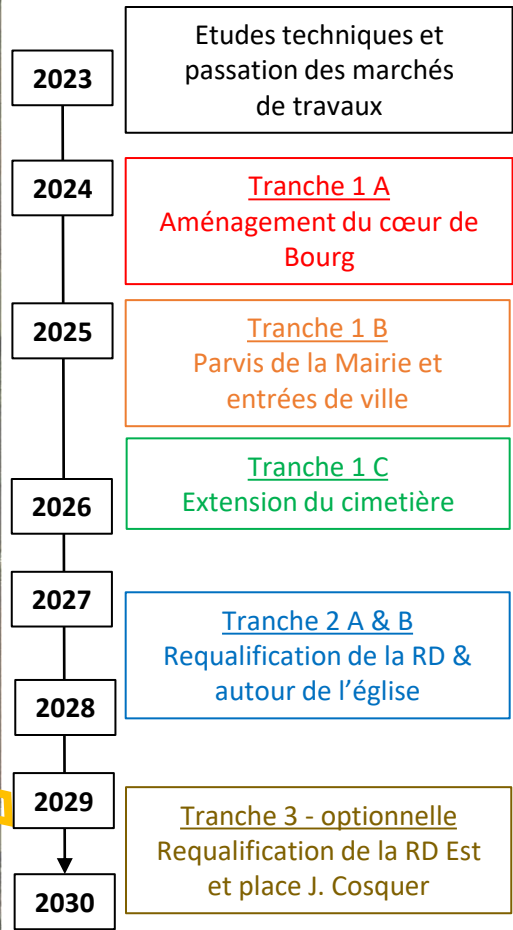 2023
Etudes techniques et
passation des marchés
de travaux
2024
Tranche 1 A
Aménagement du cœur de
Bourg
2025
Tranche 1 B
Parvis de la Mairie et
entrées de ville
Tranche 1 C
Extension du cimetière
2026
2027
Tranche 2 A & B
Requalification de la RD &
autour de l’église
2028
2029
Tranche 3 - optionnelle
Requalification de la RD Est
et place J. Cosquer
2030